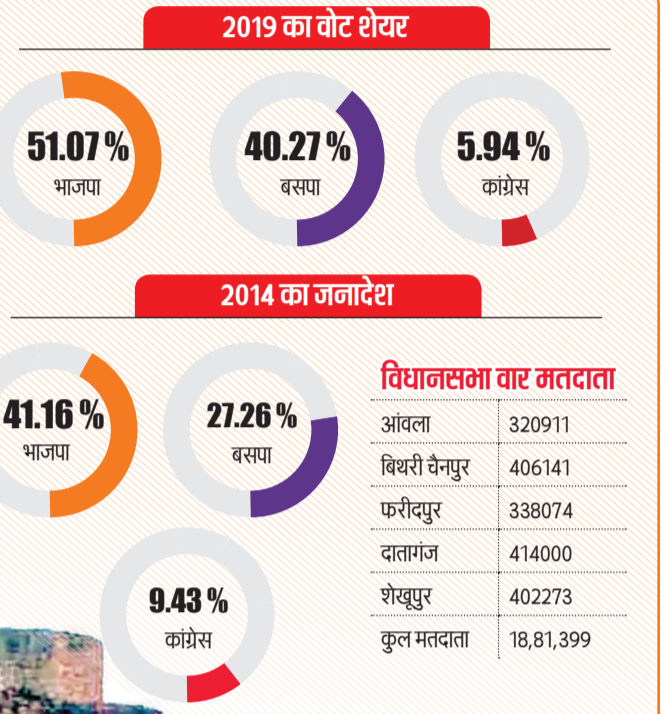 2019 का वोट शेयर
51.07 %
भाजपा
40.27 %
बसपा
5.94 %
कांग्रेस
2014 का जनादेश
41.16 %
भाजपा
27.26 %
बसपा
9.43 %
कांग्रेस
विधानसभा वार मतदाता
आंवला 320911
बिथरी चैनपुर 406141
फरीदपुर 338074
दातागंज 414000
शेखूपुर 402273
कुल मतदाता 18,81,399